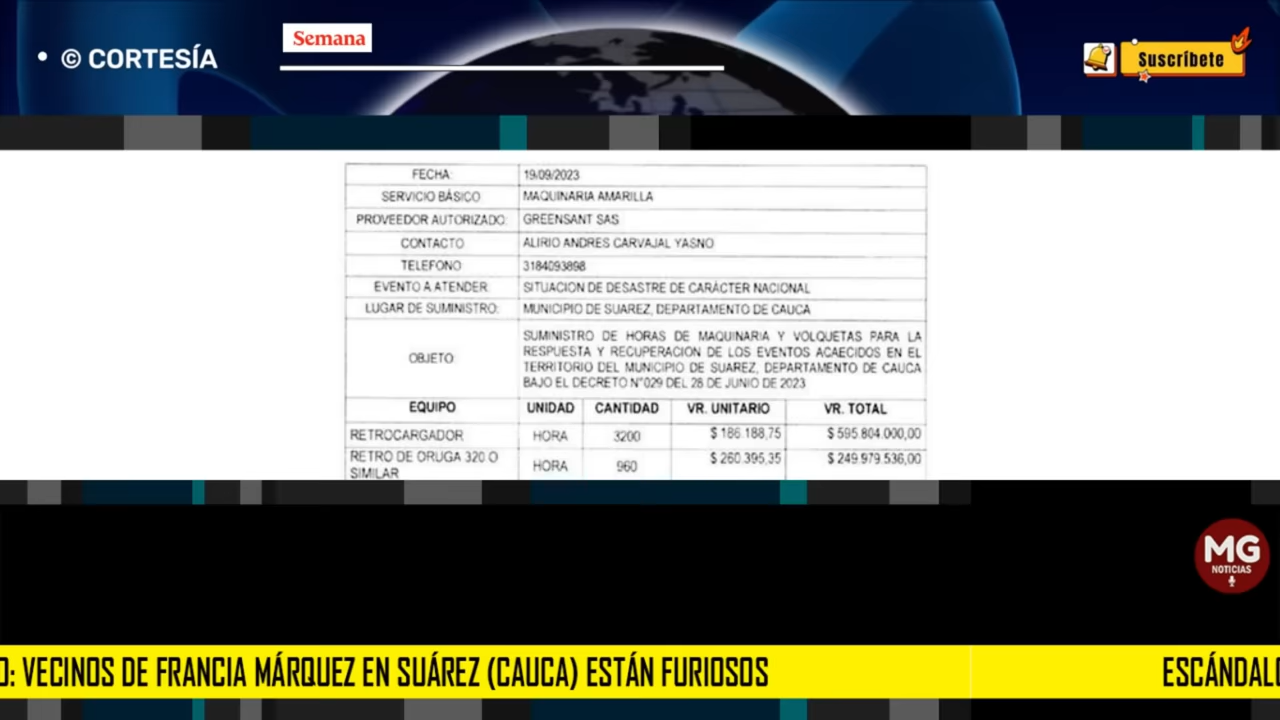 • © CORTESÍA
Semana
Suscríbete
FECHA: 19/09/2023
SERVICIO BÁSICO MAQUINARIA AMARILLA
PROVEEDOR AUTORIZADO: GREENSANT SAS
CONTACTO ALIRIO ANDRES CARVAJAL YASNO
TELEFONO 3184093898
EVENTO A ATENDER: SITUACION DE DESASTRE DE CARÁCTER NACIONAL
LUGAR DE SUMINISTRO: MUNICIPIO DE SUAREZ, DEPARTAMENTO DE CAUCA
OBJETO
SUMINISTRO DE HORAS DE MAQUINARIA Y VOLQUETAS PARA LA
RESPUESTA Y RECUPERACION DE LOS EVENTOS ACAECIDOS EN EL
TERRITORIO DEL MUNICIPIO DE SUAREZ, DEPARTAMENTO DE CAUCA
BAJO EL DECRETO N°029 DEL 28 DE JUNIO DE 2023
EQUIPO UNIDAD CANTIDAD VR. UNITARIO VR. TOTAL
RETROCARGADOR HORA 3200 $ 186.188,75 $ 595.804.000,00
RETRO DE ORUGA 320 O HORA 960 $ 260.395,35 $ 249.979.536,00
SIMILAR
MG
NOTICIAS
O: VECINOS DE FRANCIA MÁRQUEZ EN SUÁREZ (CAUCA) ESTÁN FURIOSOS ESCÁNDALO